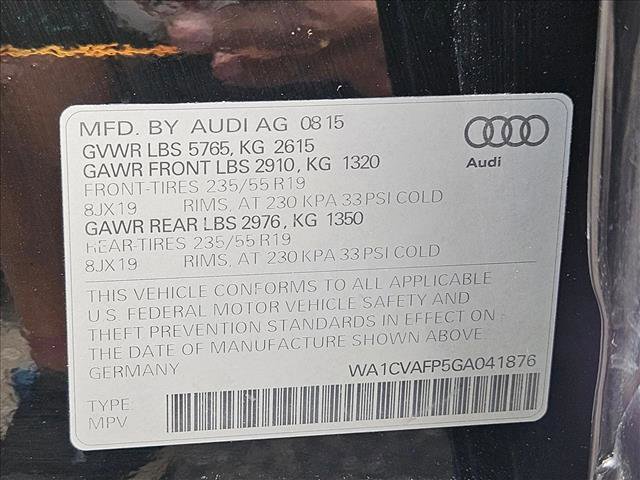 MFD. BY AUDI AG 08 15
GVWR LBS 5765, KG 2615
GAWR FRONT LBS 2910, KG 1320
FRONT-TIRES 235/55 R19
8JX19 RIMS, AT 230 KPA 33 PSI COLD
GAWR REAR LBS 2976, KG 1350
REAR-TIRES 235/55 R19
8JX19 RIMS, AT 230 KPA 33 PSI COLD
Audi
THIS VEHICLE CONFORMS TO ALL APPLICABLE
U.S. FEDERAL MOTOR VEHICLE SAFETY AND
THEFT PREVENTION STANDARDS IN EFFECT ON
THE DATE OF MANUFACTURE SHOWN ABOVE
GERMANY WA1CVAFP5GA041876
TYPE:
MPV